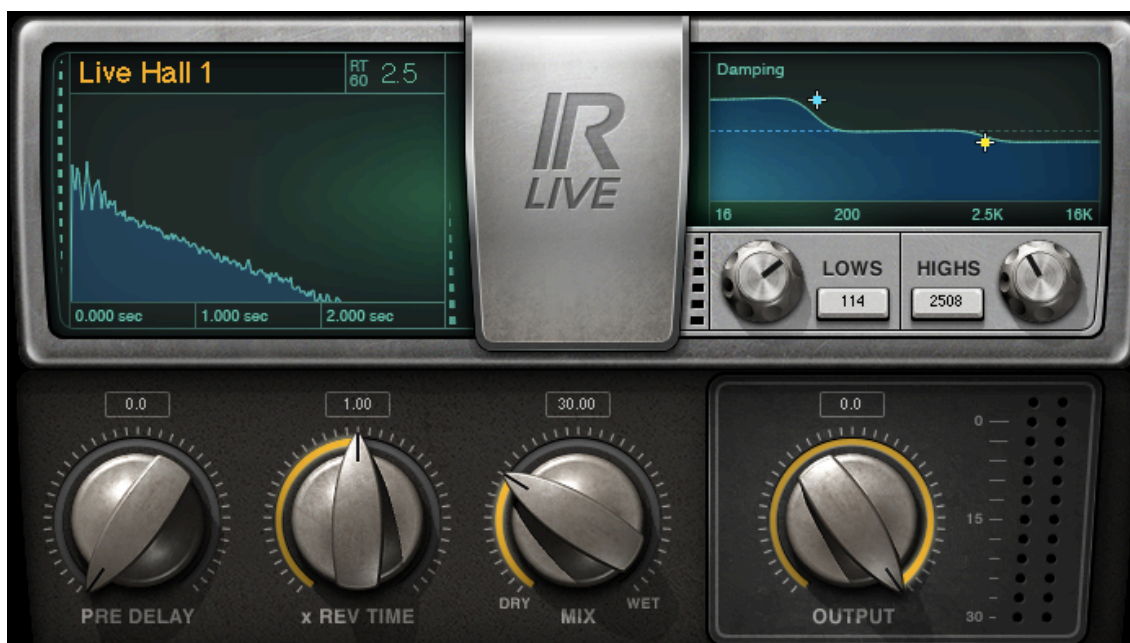 Live Hall 1
RT
60
2.5
0.000 sec
1.000 sec
2.000 sec
IR
LIVE
Damping
16
200
2.5K
16K
LOWS
114
HIGHS
2508
0.0
1.00
30.00
0.0
PRE DELAY
x REV TIME
DRY
MIX
WET
OUTPUT
0
15
30